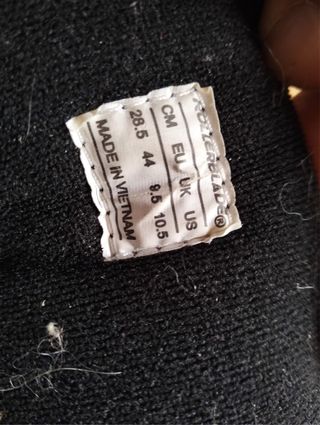 ROLLERBLADE®
CM EU UK US
28.5 44 9.5 10.5
MADE IN VIETNAM